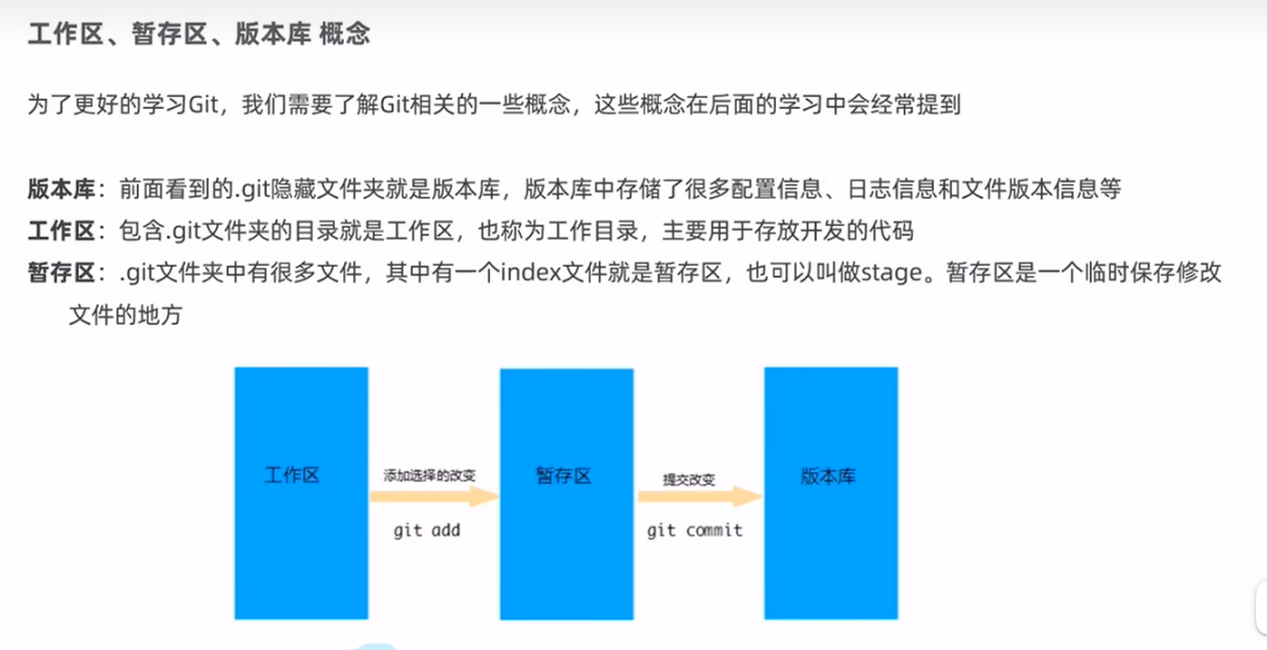 工作区、暂存区、版本库 概念
为了更好的学习Git，我们需要了解Git相关的一些概念，这些概念在后面的学习中会经常提到
版本库：前面看到的.git隐藏文件夹就是版本库，版本库中存储了很多配置信息、日志信息和文件版本信息等
工作区：包含.git文件夹的目录就是工作区，也称为工作目录，主要用于存放开发的代码
暂存区：.git文件夹中有很多文件，其中有一个index文件就是暂存区，也可以叫做stage。暂存区是一个临时保存修改
文件的地方
工作区
添加选择的改变
git add
暂存区
提交改变
git commit
版本库